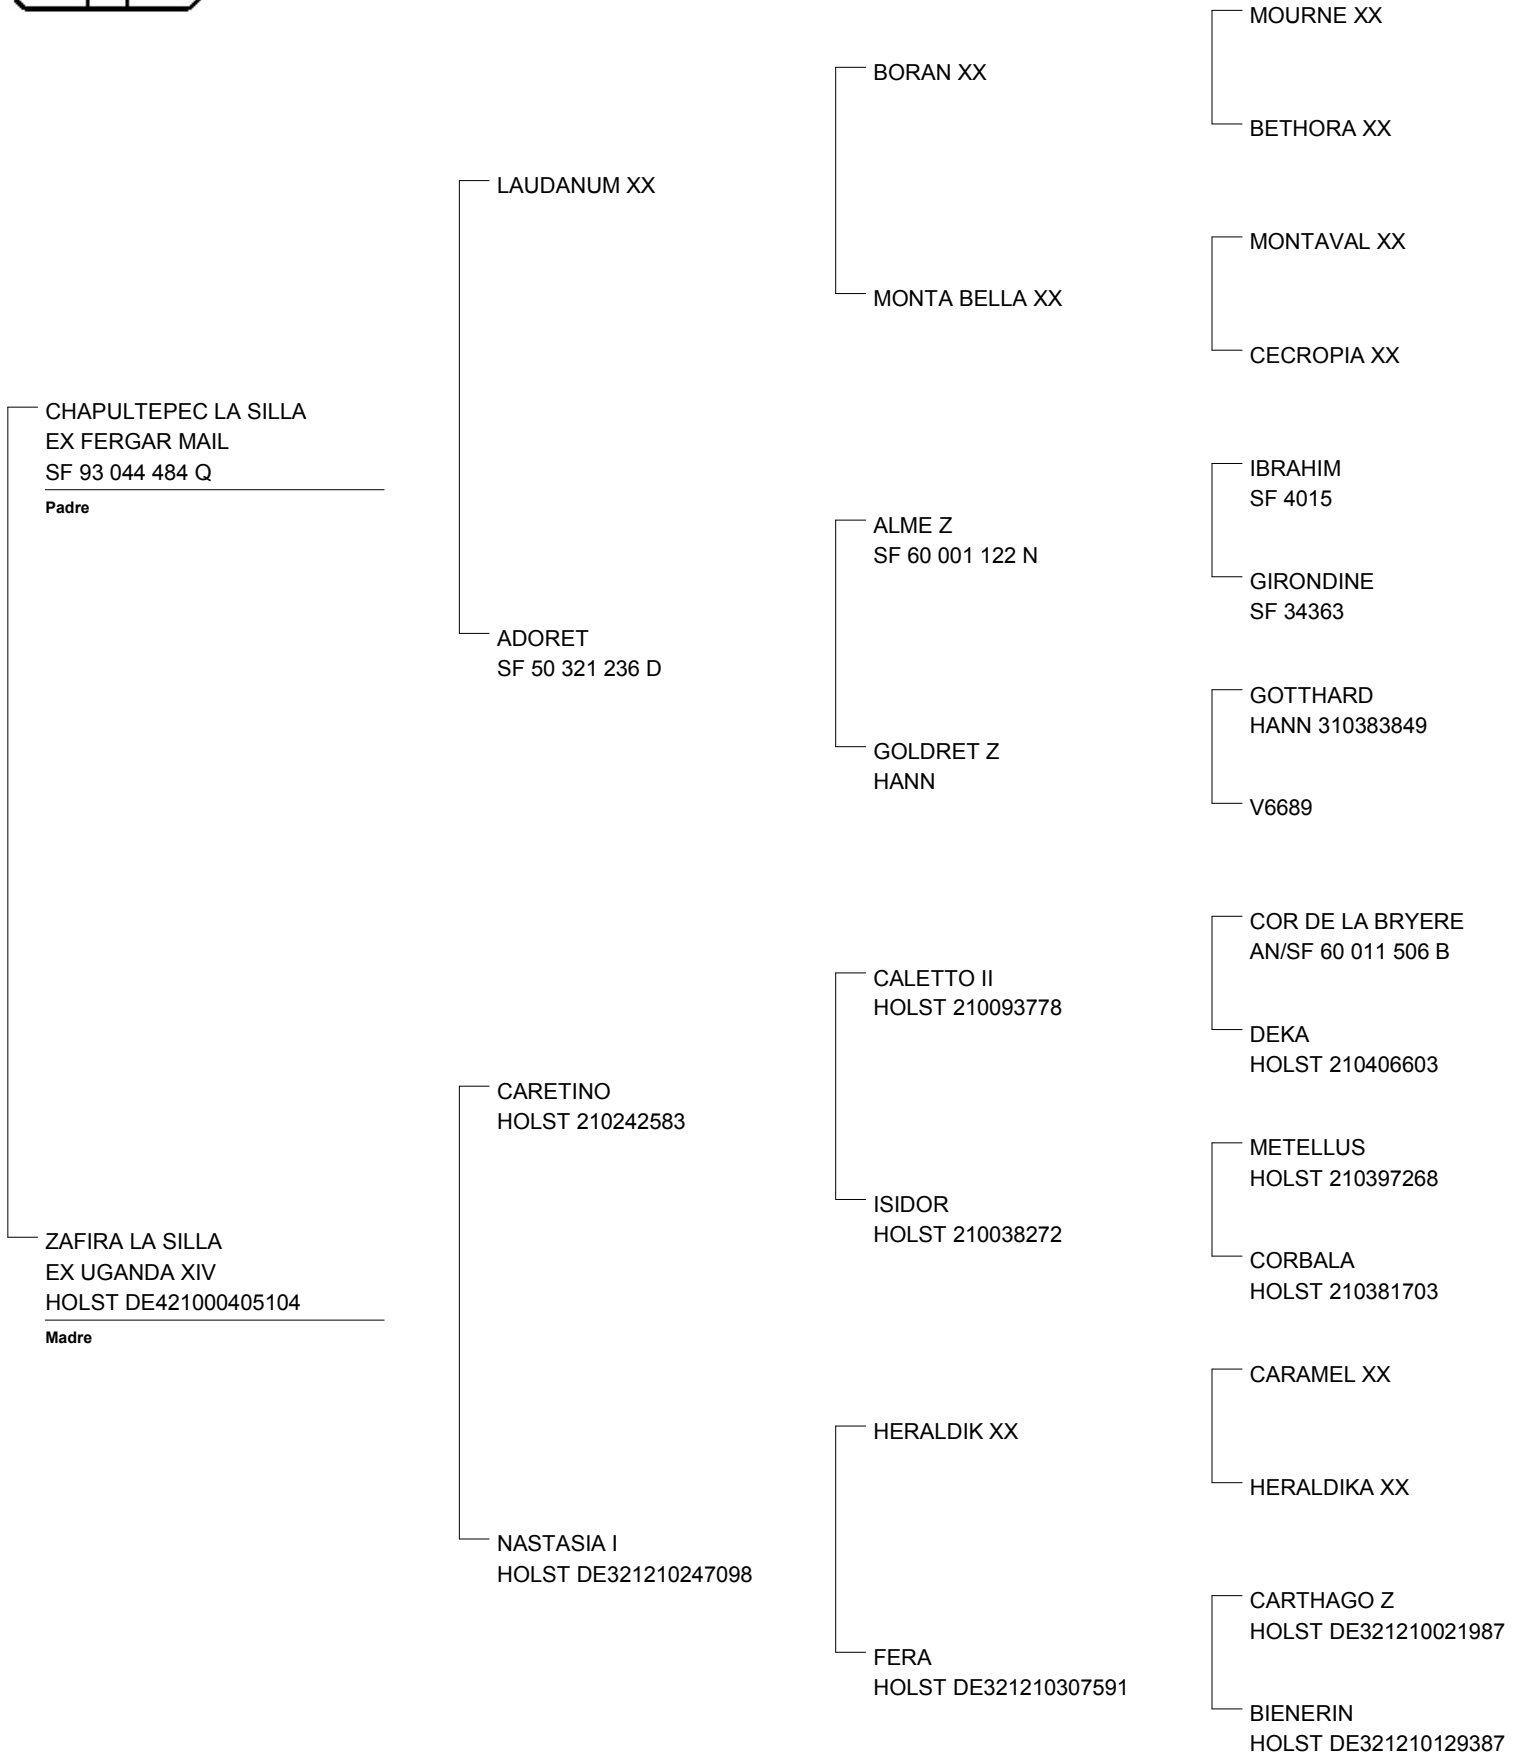 MOURNE XX
BORAN XX
BETHORA XX
LAUDANUM XX
MONTAVAL XX
MONTA BELLA XX
CECROPIA XX
CHAPULTEPEC LA SILLA
EX FERGAR MAIL
SF 93 044 484 Q
Padre
IBRAHIM
SF 4015
ALME Z
SF 60 001 122 N
GIRONDINE
SF 34363
ADORET
SF 50 321 236 D
GOTTHARD
HANN 310383849
GOLDRET Z
HANN
V6689
COR DE LA BRYERE
AN/SF 60 011 506 B
CALETTO II
HOLST 210093778
DEKA
HOLST 210406603
CARETINO
HOLST 210242583
METELLUS
HOLST 210397268
ISIDOR
HOLST 210038272
CORBALA
HOLST 210381703
ZAFIRA LA SILLA
EX UGANDA XIV
HOLST DE421000405104
Madre
CARAMEL XX
HERALDIK XX
HERALDIKA XX
NASTASIA I
HOLST DE321210247098
CARTHAGO Z
HOLST DE321210021987
FERA
HOLST DE321210307591
BIENERIN
HOLST DE321210129387